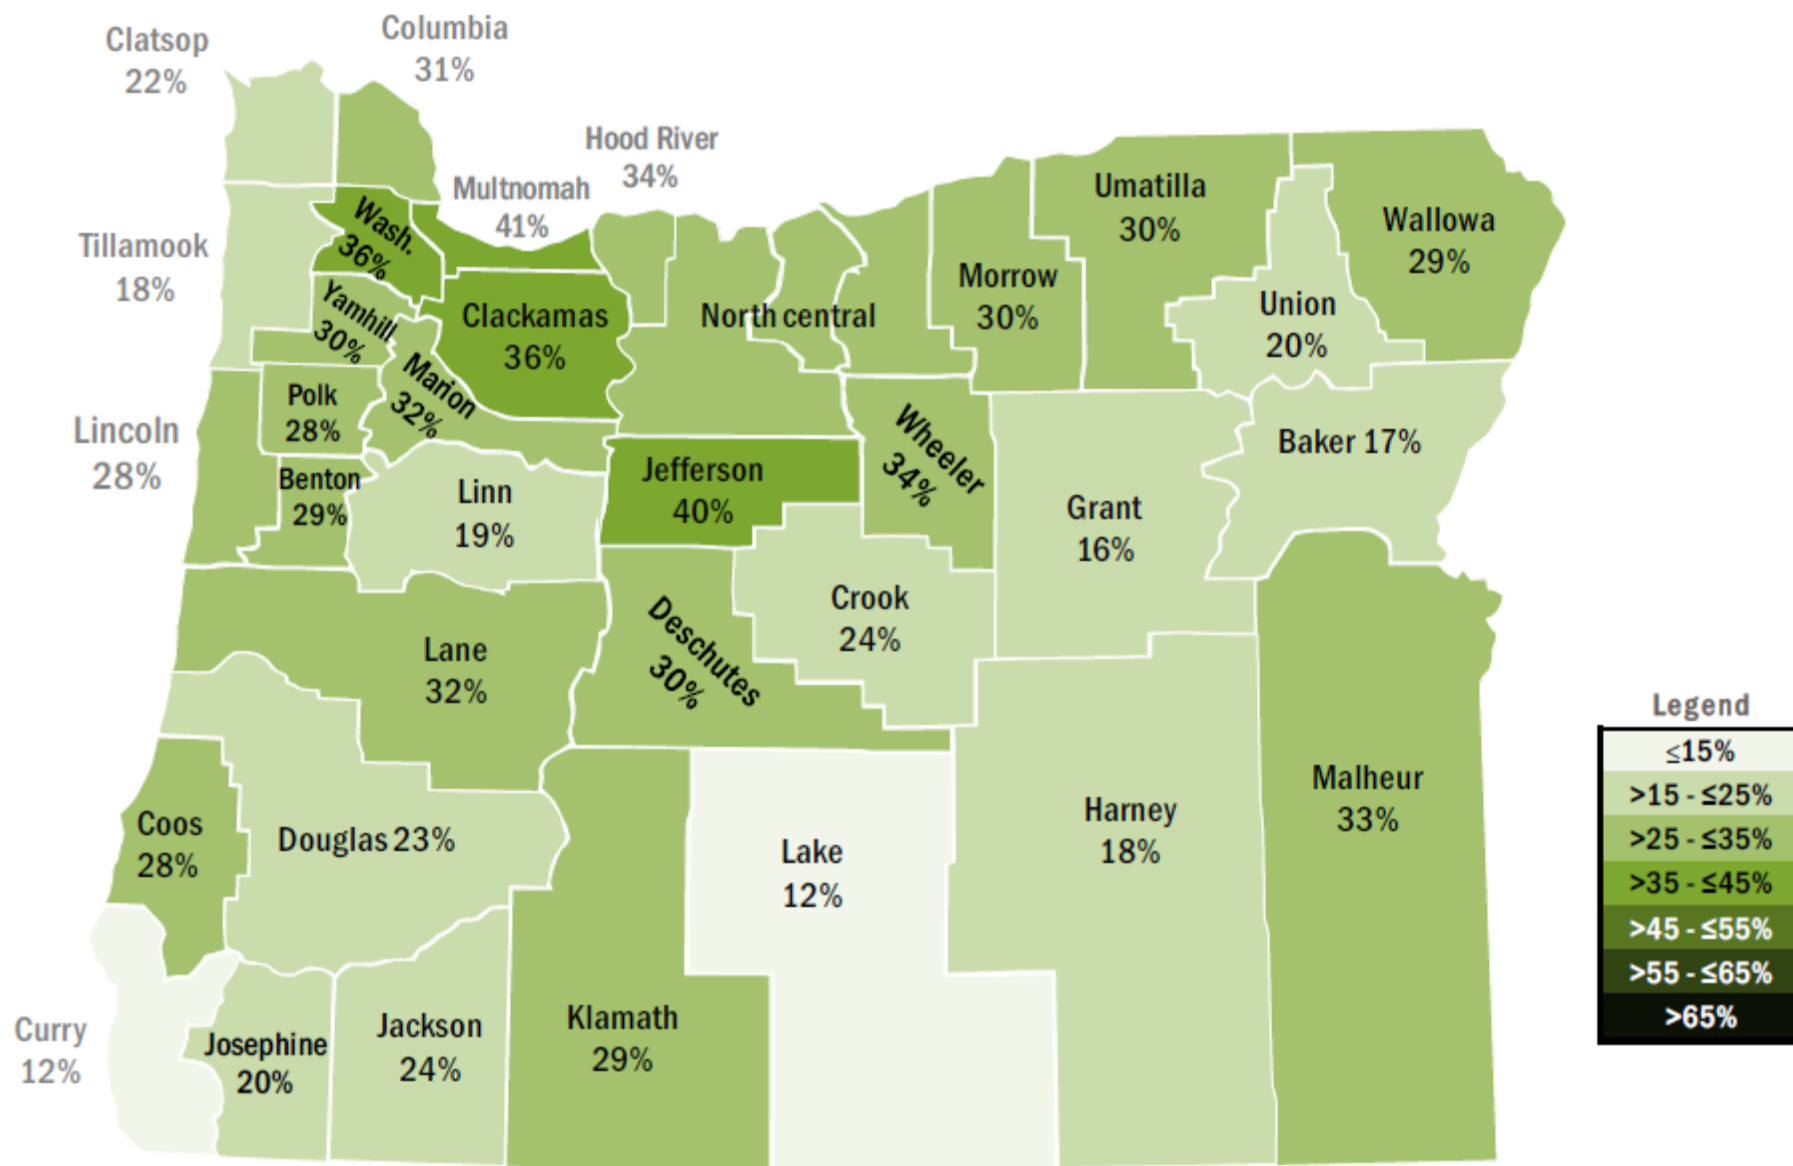 Clatsop
22%
Columbia
31%
Hood River
34%
Multnomah
41%
Wash.
36%
Tillamook
18%
Yamhill
30%
Clackamas
36%
North central
Morrow
30%
Umatilla
30%
Union
20%
Wallowa
29%
Polk
28%
Marion
32%
Lincoln
28%
Benton
29%
Linn
19%
Jefferson
40%
Wheeler
34%
Grant
16%
Baker 17%
Lane
32%
Deschutes
30%
Crook
24%
Coos
28%
Douglas 23%
Lake
12%
Harney
18%
Malheur
33%
Curry
12%
Josephine
20%
Jackson
24%
Klamath
29%
Legend
≤15%
>15 - ≤25%
>25 - ≤35%
>35 - ≤45%
>45 - ≤55%
>55 - ≤65%
>65%